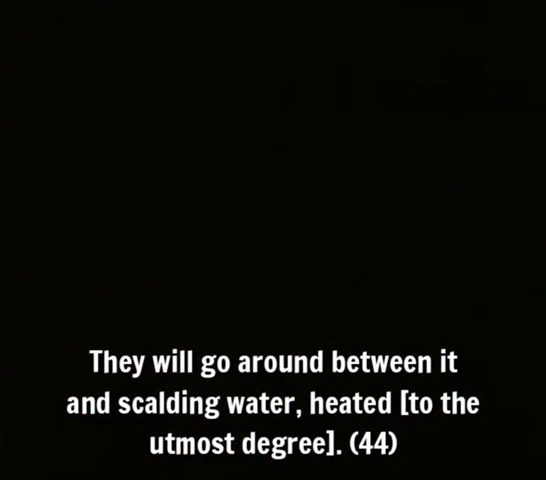 They will go around between it
and scalding water, heated [to the
utmost degree]. (44)